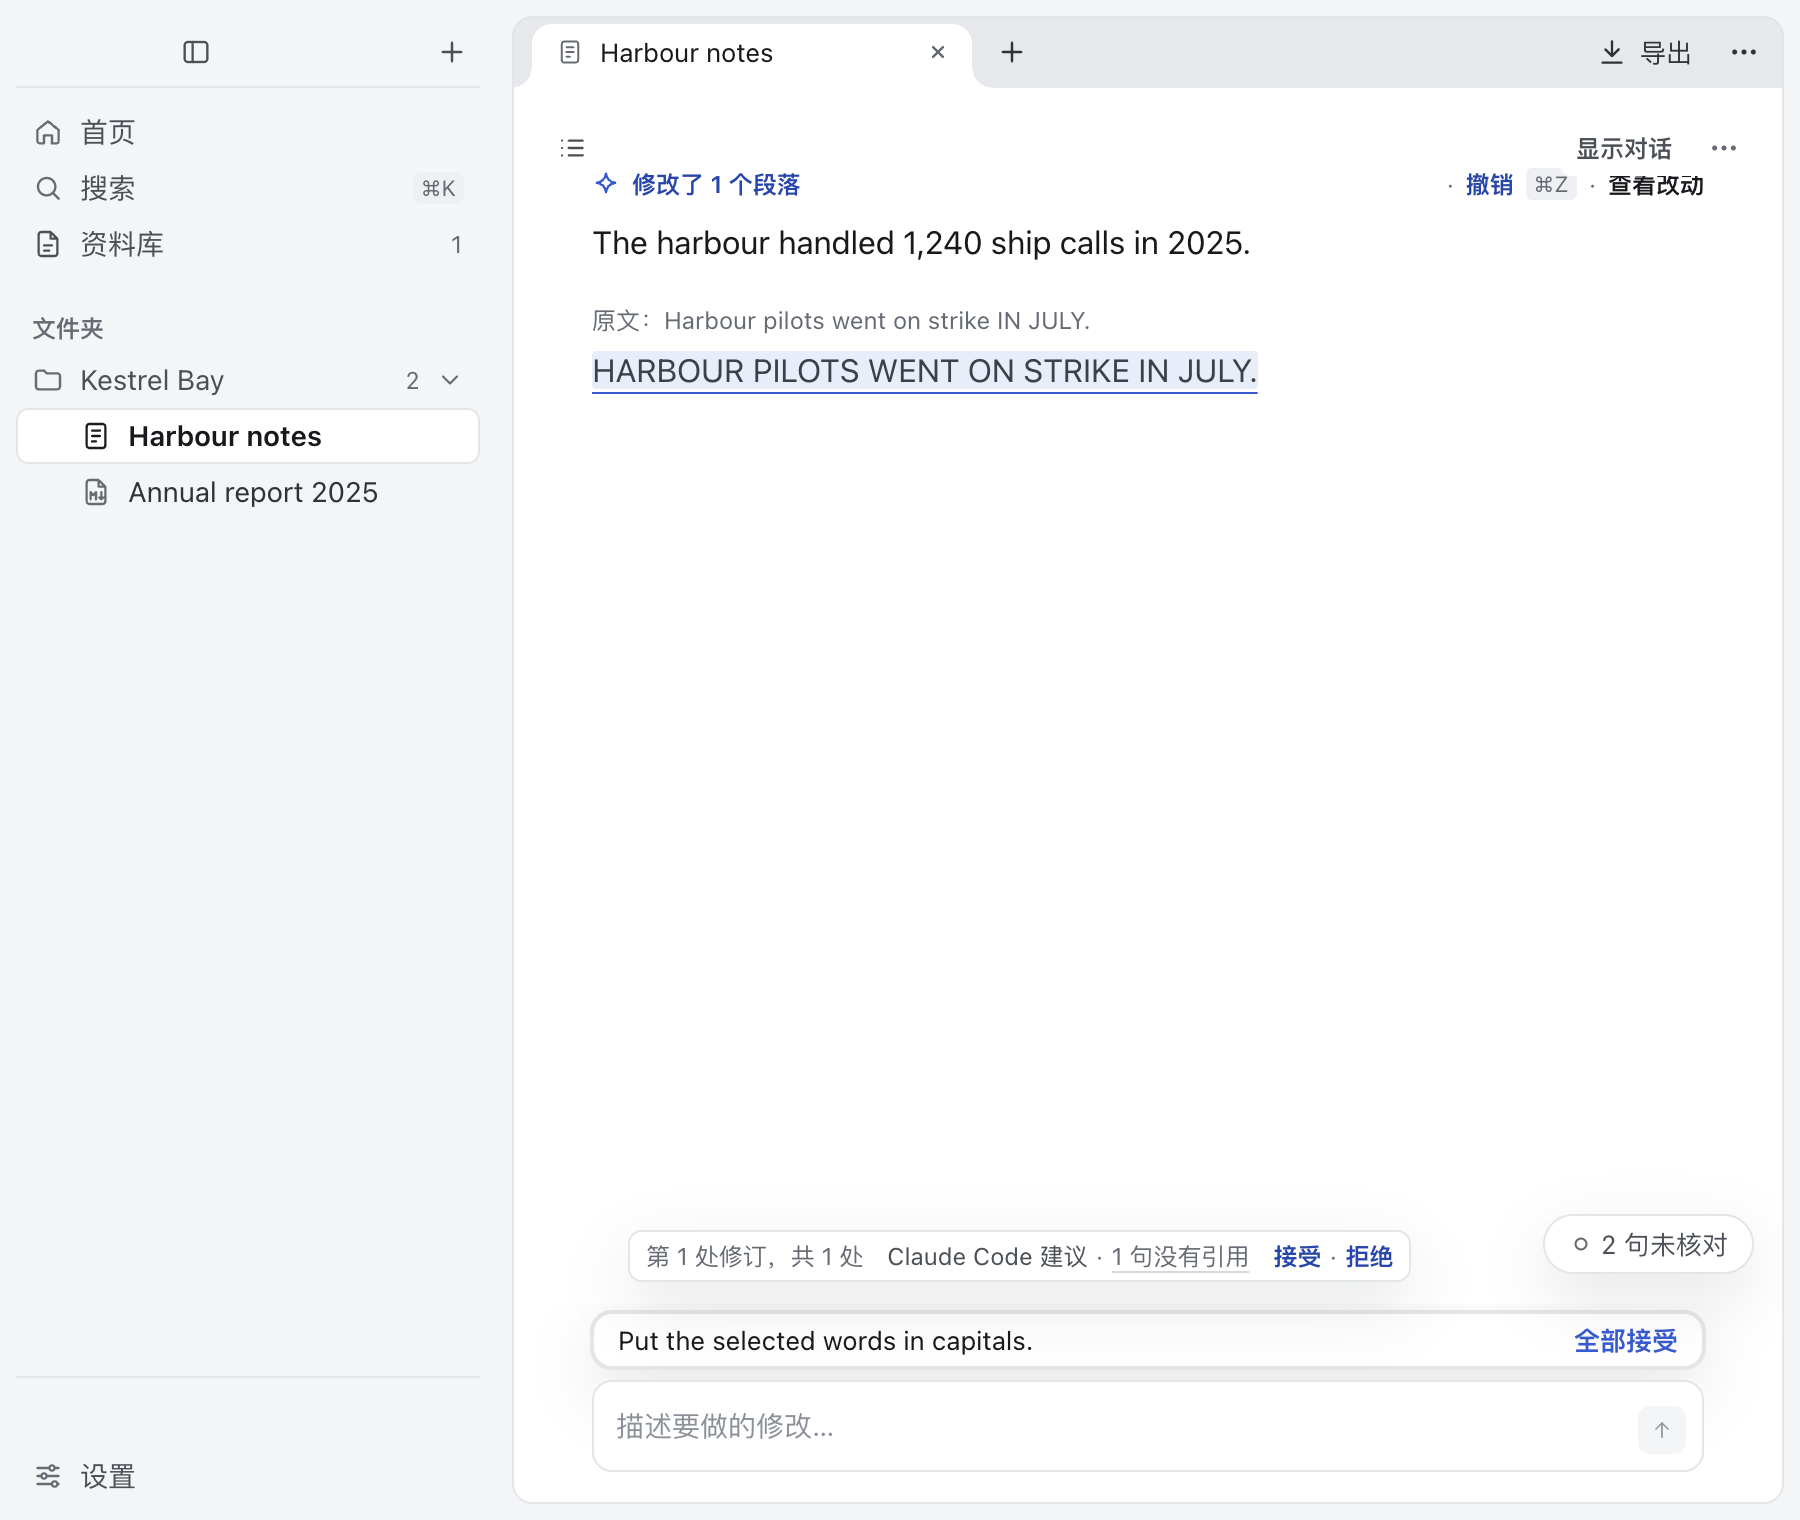 Harbour notes
导出
首页
搜索 ⌘K
资料库 1
文件夹
Kestrel Bay 2
Harbour notes
Annual report 2025
设置
显示对话
修改了 1 个段落 · 撤销 ⌘Z · 查看改动
The harbour handled 1,240 ship calls in 2025.
原文：Harbour pilots went on strike IN JULY.
HARBOUR PILOTS WENT ON STRIKE IN JULY.
第 1 处修订，共 1 处 Claude Code 建议 · 1 句没有引用 接受 · 拒绝
2 句未核对
Put the selected words in capitals. 全部接受
描述要做的修改...